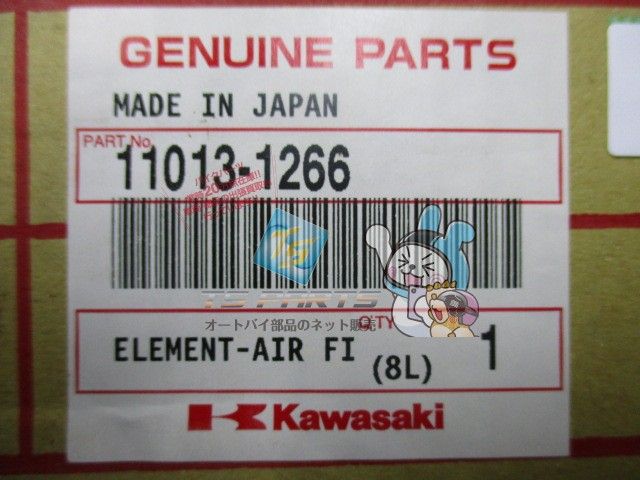 GENUINE PARTS
MADE IN JAPAN
PART No.
11013-1266
TS PARTS
オートバイ部品のネット販売
Q'TY
ELEMENT-AIR FI (8L) 1
Kawasaki